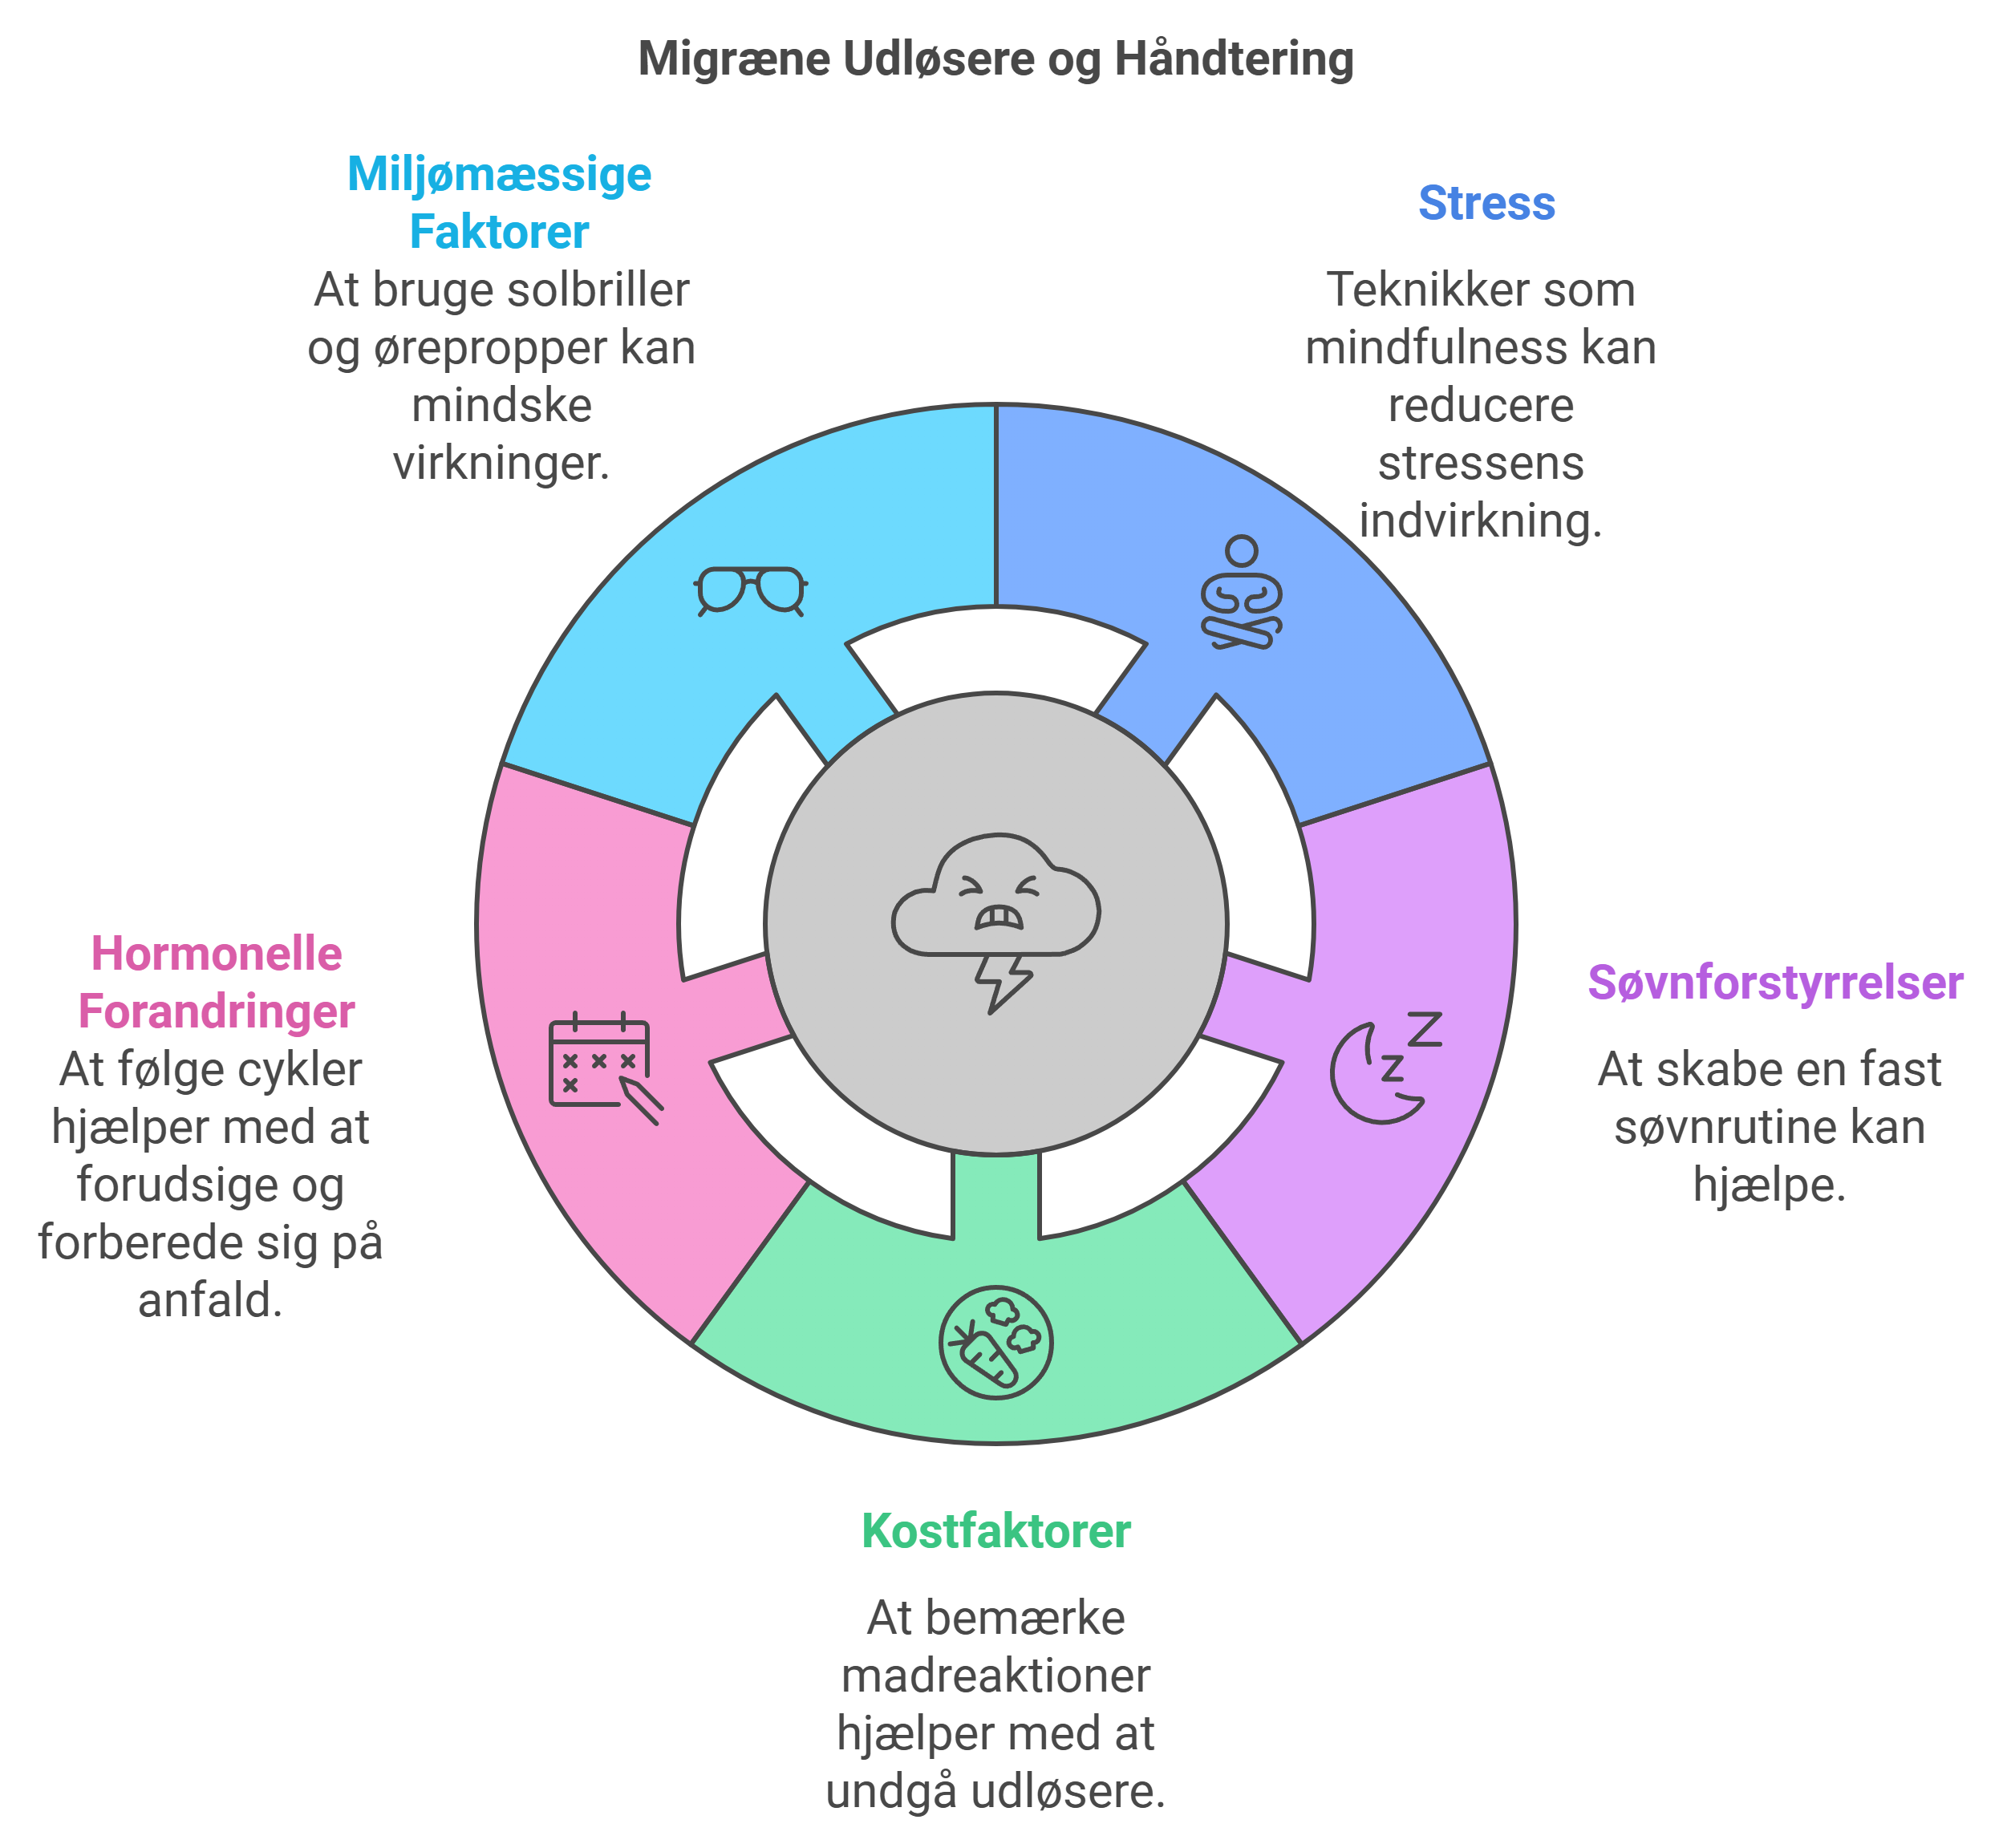 Migræne Udløsere og Håndtering
Miljømæssige
Faktorer
At bruge solbriller
og ørepropper kan
mindske
virkninger.
Stress
Teknikker som
mindfulness kan
reducere
stressens
indvirkning.
Hormonelle
Forandringer
At følge cykler
hjælper med at
forudsige og
forberede sig på
anfald.
Søvnforstyrrelser
At skabe en fast
søvnrutine kan
hjælpe.
Kostfaktorer
At bemærke
madreaktioner
hjælper med at
undgå udløsere.